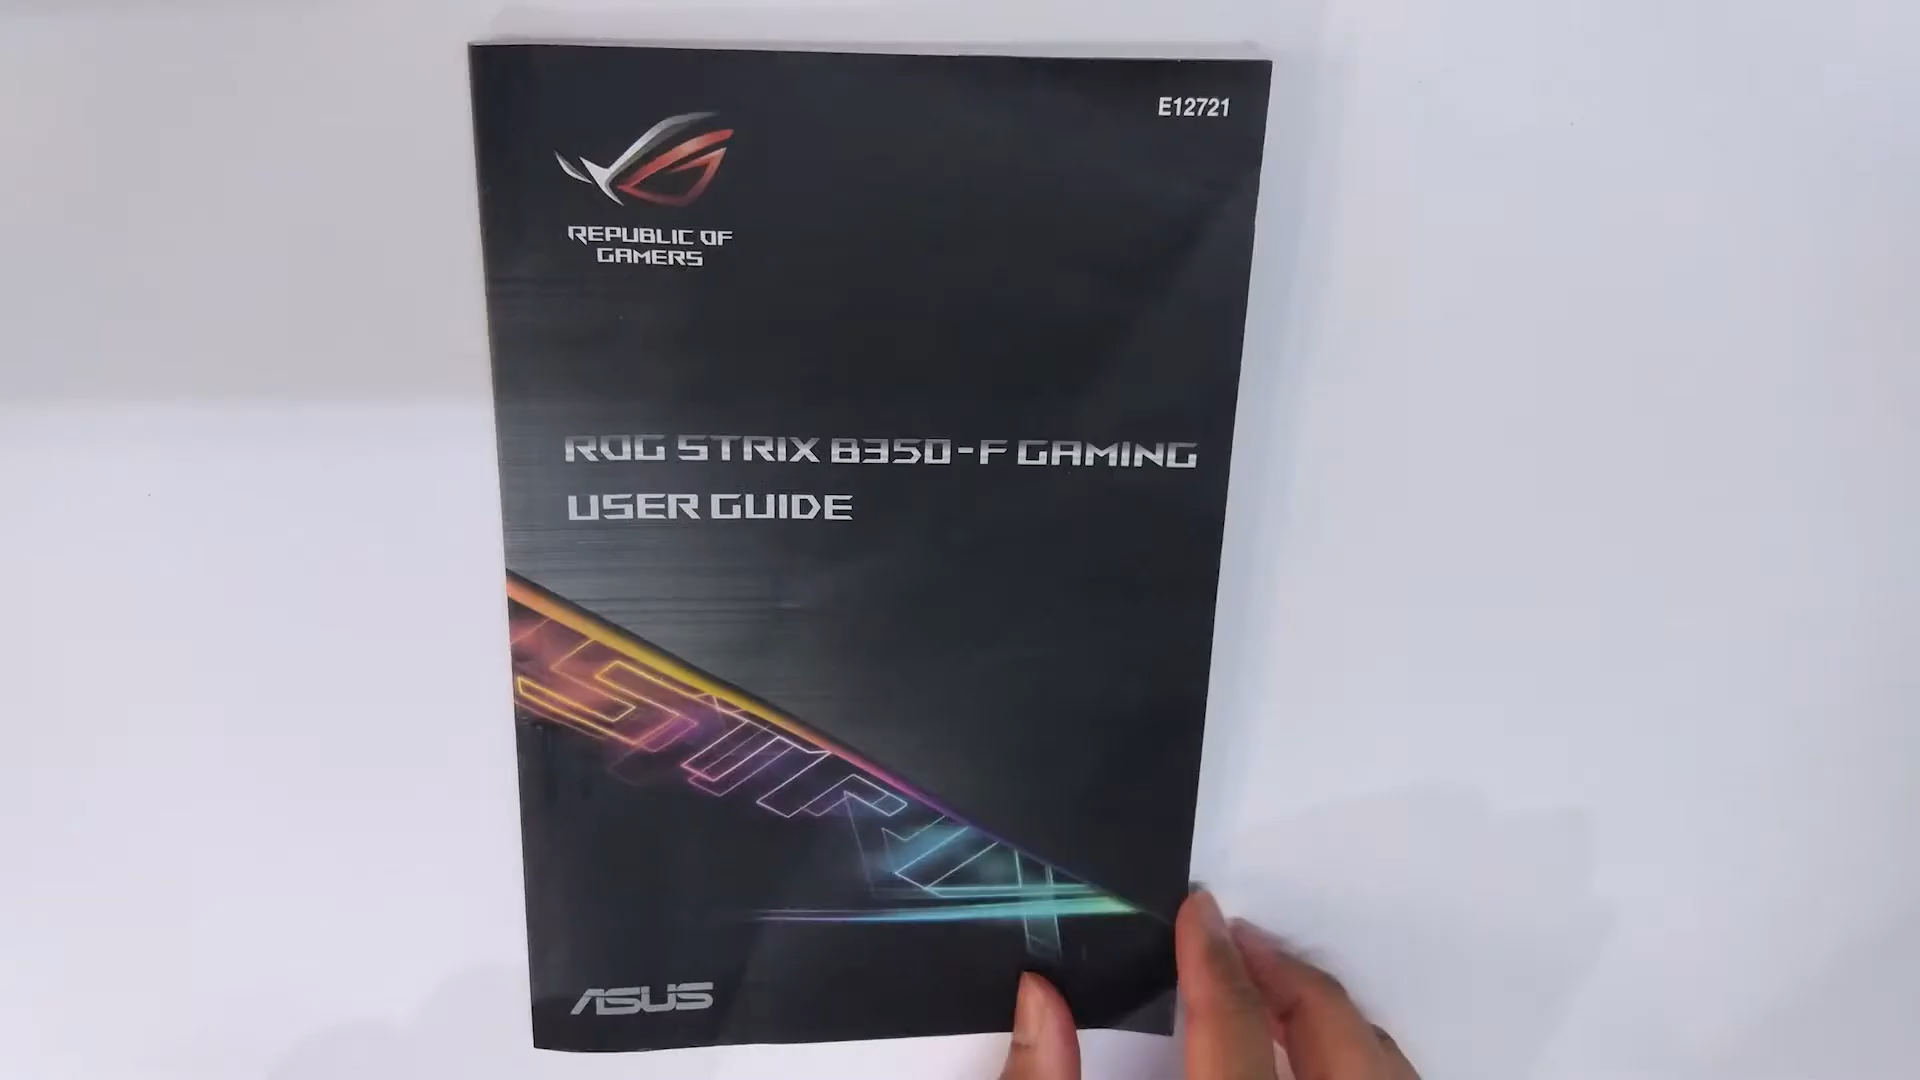 E12721
REPUBLIC OF
GAMERS
ROG STRIX B350-F GAMING
USER GUIDE
STRIX
ASUS